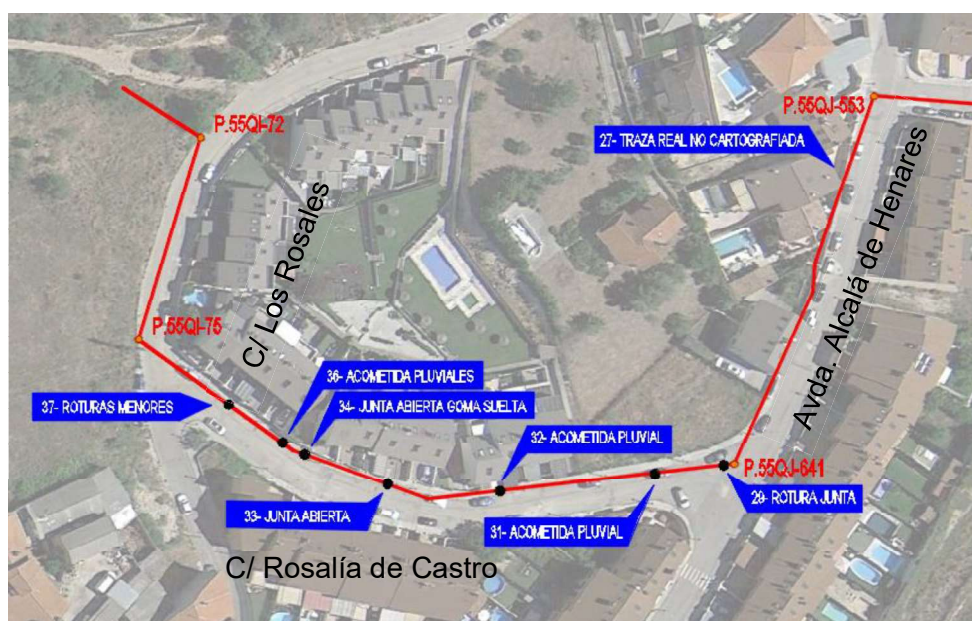 P.55QI-72
P.55QJ-553
27- TRAZA REAL NO CARTOGRAFIADA
C/ Los Rosales
Avda. Alcalá de Henares
P.55QI-75
36- ACOMETIDA PLUVIALES
37- ROTURAS MENORES
34- JUNTA ABIERTA GOMA SUELTA
32- ACOMETIDA PLUVIAL
P.55QJ-641
29- ROTURA JUNTA
33- JUNTA ABIERTA
31- ACOMETIDA PLUVIAL
C/ Rosalía de Castro